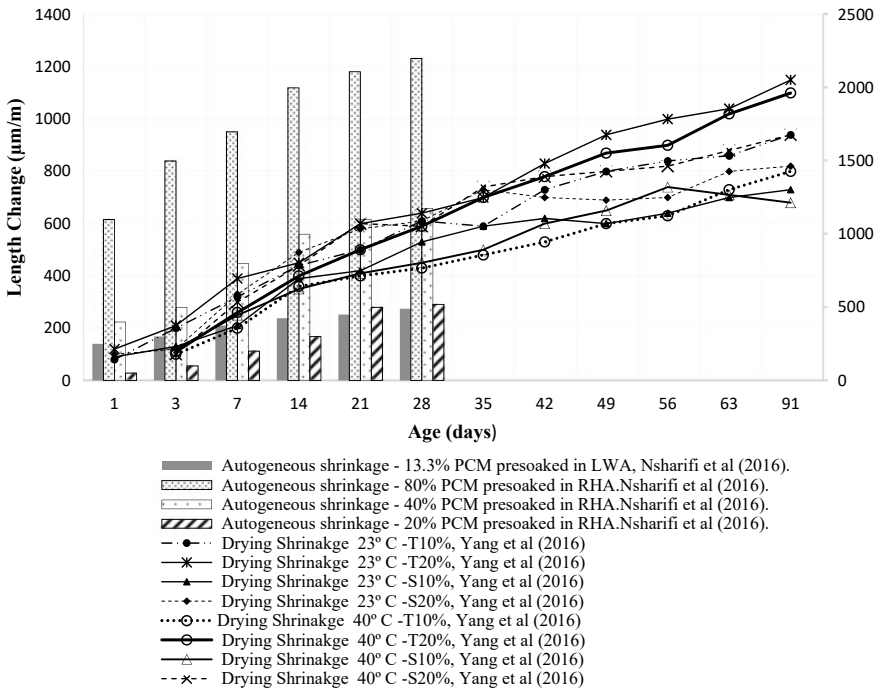 1400
1200
1000
800
600
400
200
0
2500
2000
1500
1000
500
0
Length Change (µm/m)
1 3 7 14 21 28 35 42 49 56 63 91
Age (days)
Autogeneous shrinkage - 13.3% PCM presoaked in LWA, Nsharifi et al (2016).
Autogeneous shrinkage - 80% PCM presoaked in RHA.Nsharifi et al (2016).
Autogeneous shrinkage - 40% PCM presoaked in RHA.Nsharifi et al (2016).
Autogeneous shrinkage - 20% PCM presoaked in RHA.Nsharifi et al (2016).
Drying Shrinakge 23º C -T10%, Yang et al (2016)
Drying Shrinakge 23º C -T20%, Yang et al (2016)
Drying Shrinakge 23º C -S10%, Yang et al (2016)
Drying Shrinakge 23º C -S20%, Yang et al (2016)
Drying Shrinakge 40º C -T10%, Yang et al (2016)
Drying Shrinakge 40º C -T20%, Yang et al (2016)
Drying Shrinakge 40º C -S10%, Yang et al (2016)
Drying Shrinakge 40º C -S20%, Yang et al (2016)